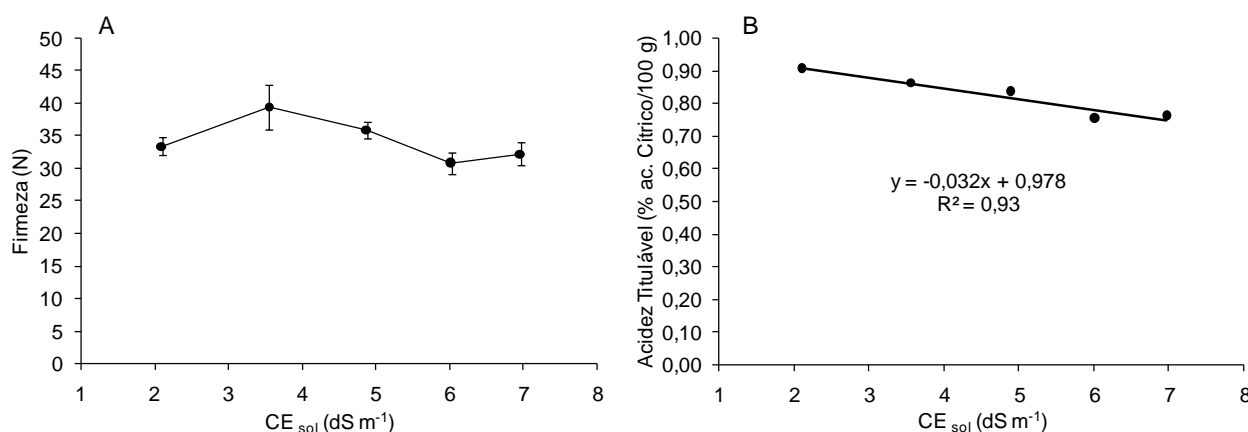 A
Firmeza (N)
50
45
40
35
30
25
20
15
10
5
0
1 2 3 4 5 6 7 8
CE sol (dS m-1)
B
Acidez Titulável (% ac. Cítrico/100 g)
1,00
0,90
0,80
0,70
0,60
0,50
0,40
0,30
0,20
0,10
0,00
y = -0,032x + 0,978
R² = 0,93
1 2 3 4 5 6 7 8
CE sol (dS m-1)